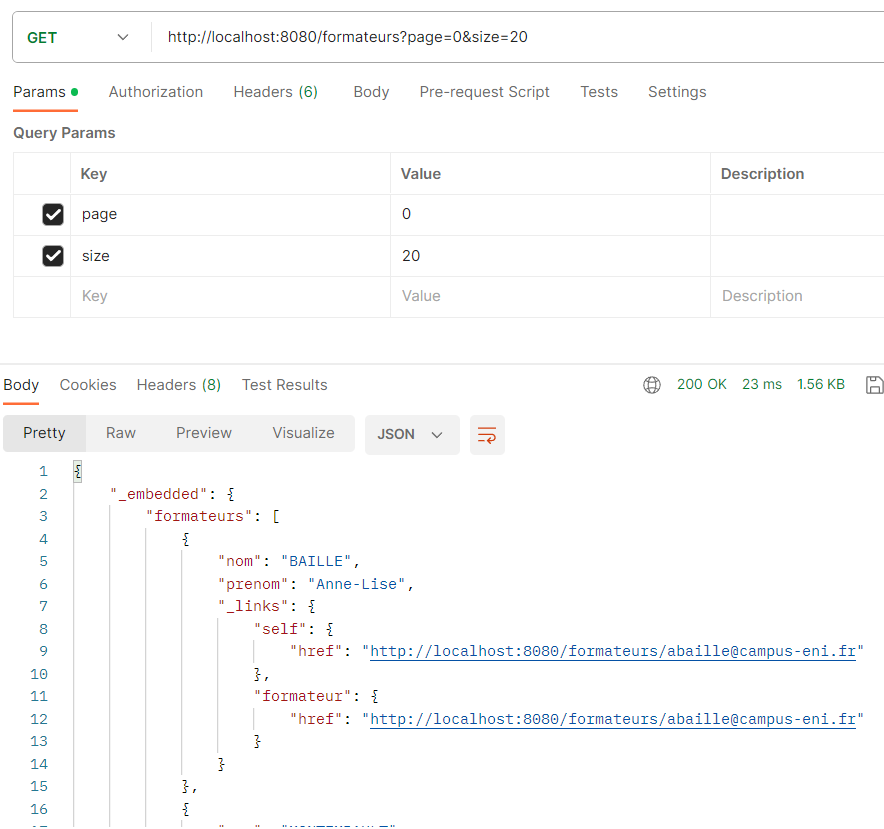 GET http://localhost:8080/formateurs?page=0&size=20
Params Authorization Headers (6) Body Pre-request Script Tests Settings
Query Params
Key Value Description
page 0
size 20
Key Value Description
Body Cookies Headers (8) Test Results 200 OK 23 ms 1.56 KB
Pretty Raw Preview Visualize JSON
1 {
2 "_embedded": {
3 "formateurs": [
4 {
5 "nom": "BAILLE",
6 "prenom": "Anne-Lise",
7 "_links": {
8 "self": {
9 "href": "http://localhost:8080/formateurs/abaille@campus-eni.fr"
10 },
11 "formateur": {
12 "href": "http://localhost:8080/formateurs/abaille@campus-eni.fr"
13 }
14 }
15 },
16 {